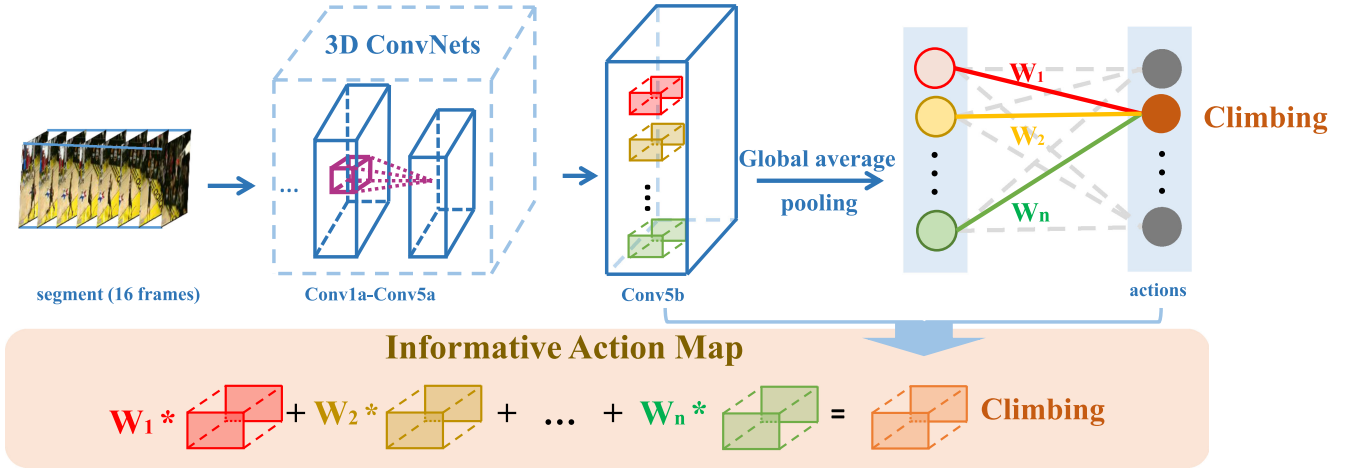 3D ConvNets
...
segment (16 frames)
Conv1a-Conv5a
Conv5b
Global average
pooling
W1
W2
Wn
Climbing
actions
Informative Action Map
W1 * + W2 * + ... + Wn * = Climbing